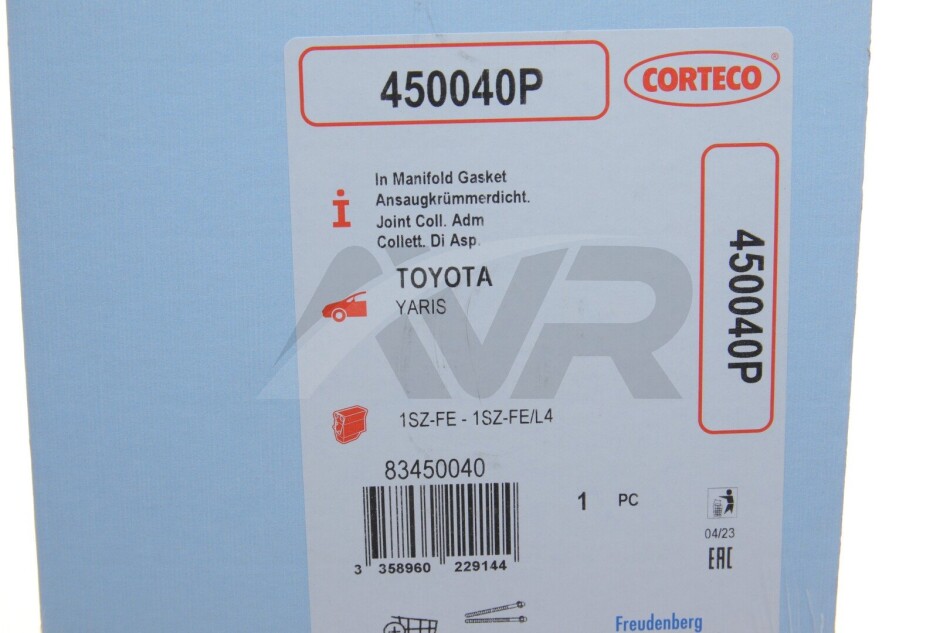 450040P
CORTECO®
In Manifold Gasket
Ansaugkrümmerdicht.
Joint Coll. Adm
Collett. Di Asp.
TOYOTA
YARIS
AVR
450040P
1SZ-FE - 1SZ-FE/L4
83450040
1 PC
04/23
EAC
3 358960 229144
Freudenberg